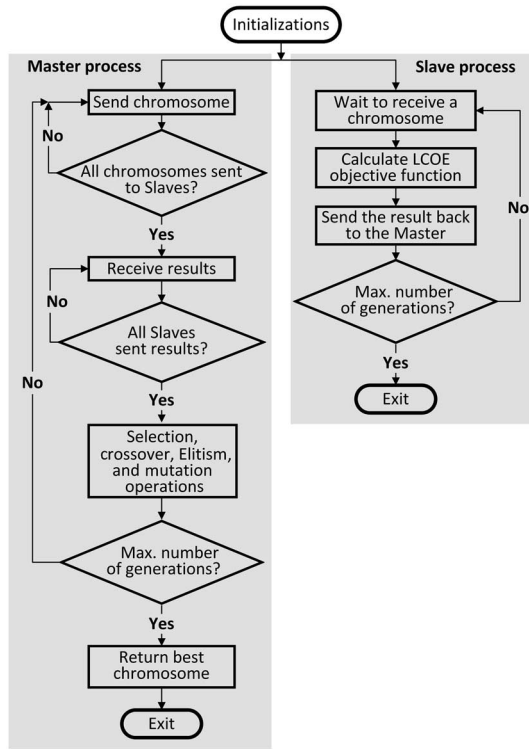 Initializations
Master process
Send chromosome
No
All chromosomes sent
to Slaves?
Yes
Receive results
No
All Slaves
sent results?
No
Yes
Selection,
crossover, Elitism,
and mutation
operations
Max. number
of generations?
Yes
Return best
chromosome
Exit
Slave process
Wait to receive a
chromosome
Calculate LCOE
objective function
No
Send the result back
to the Master
Max. number
of generations?
Yes
Exit